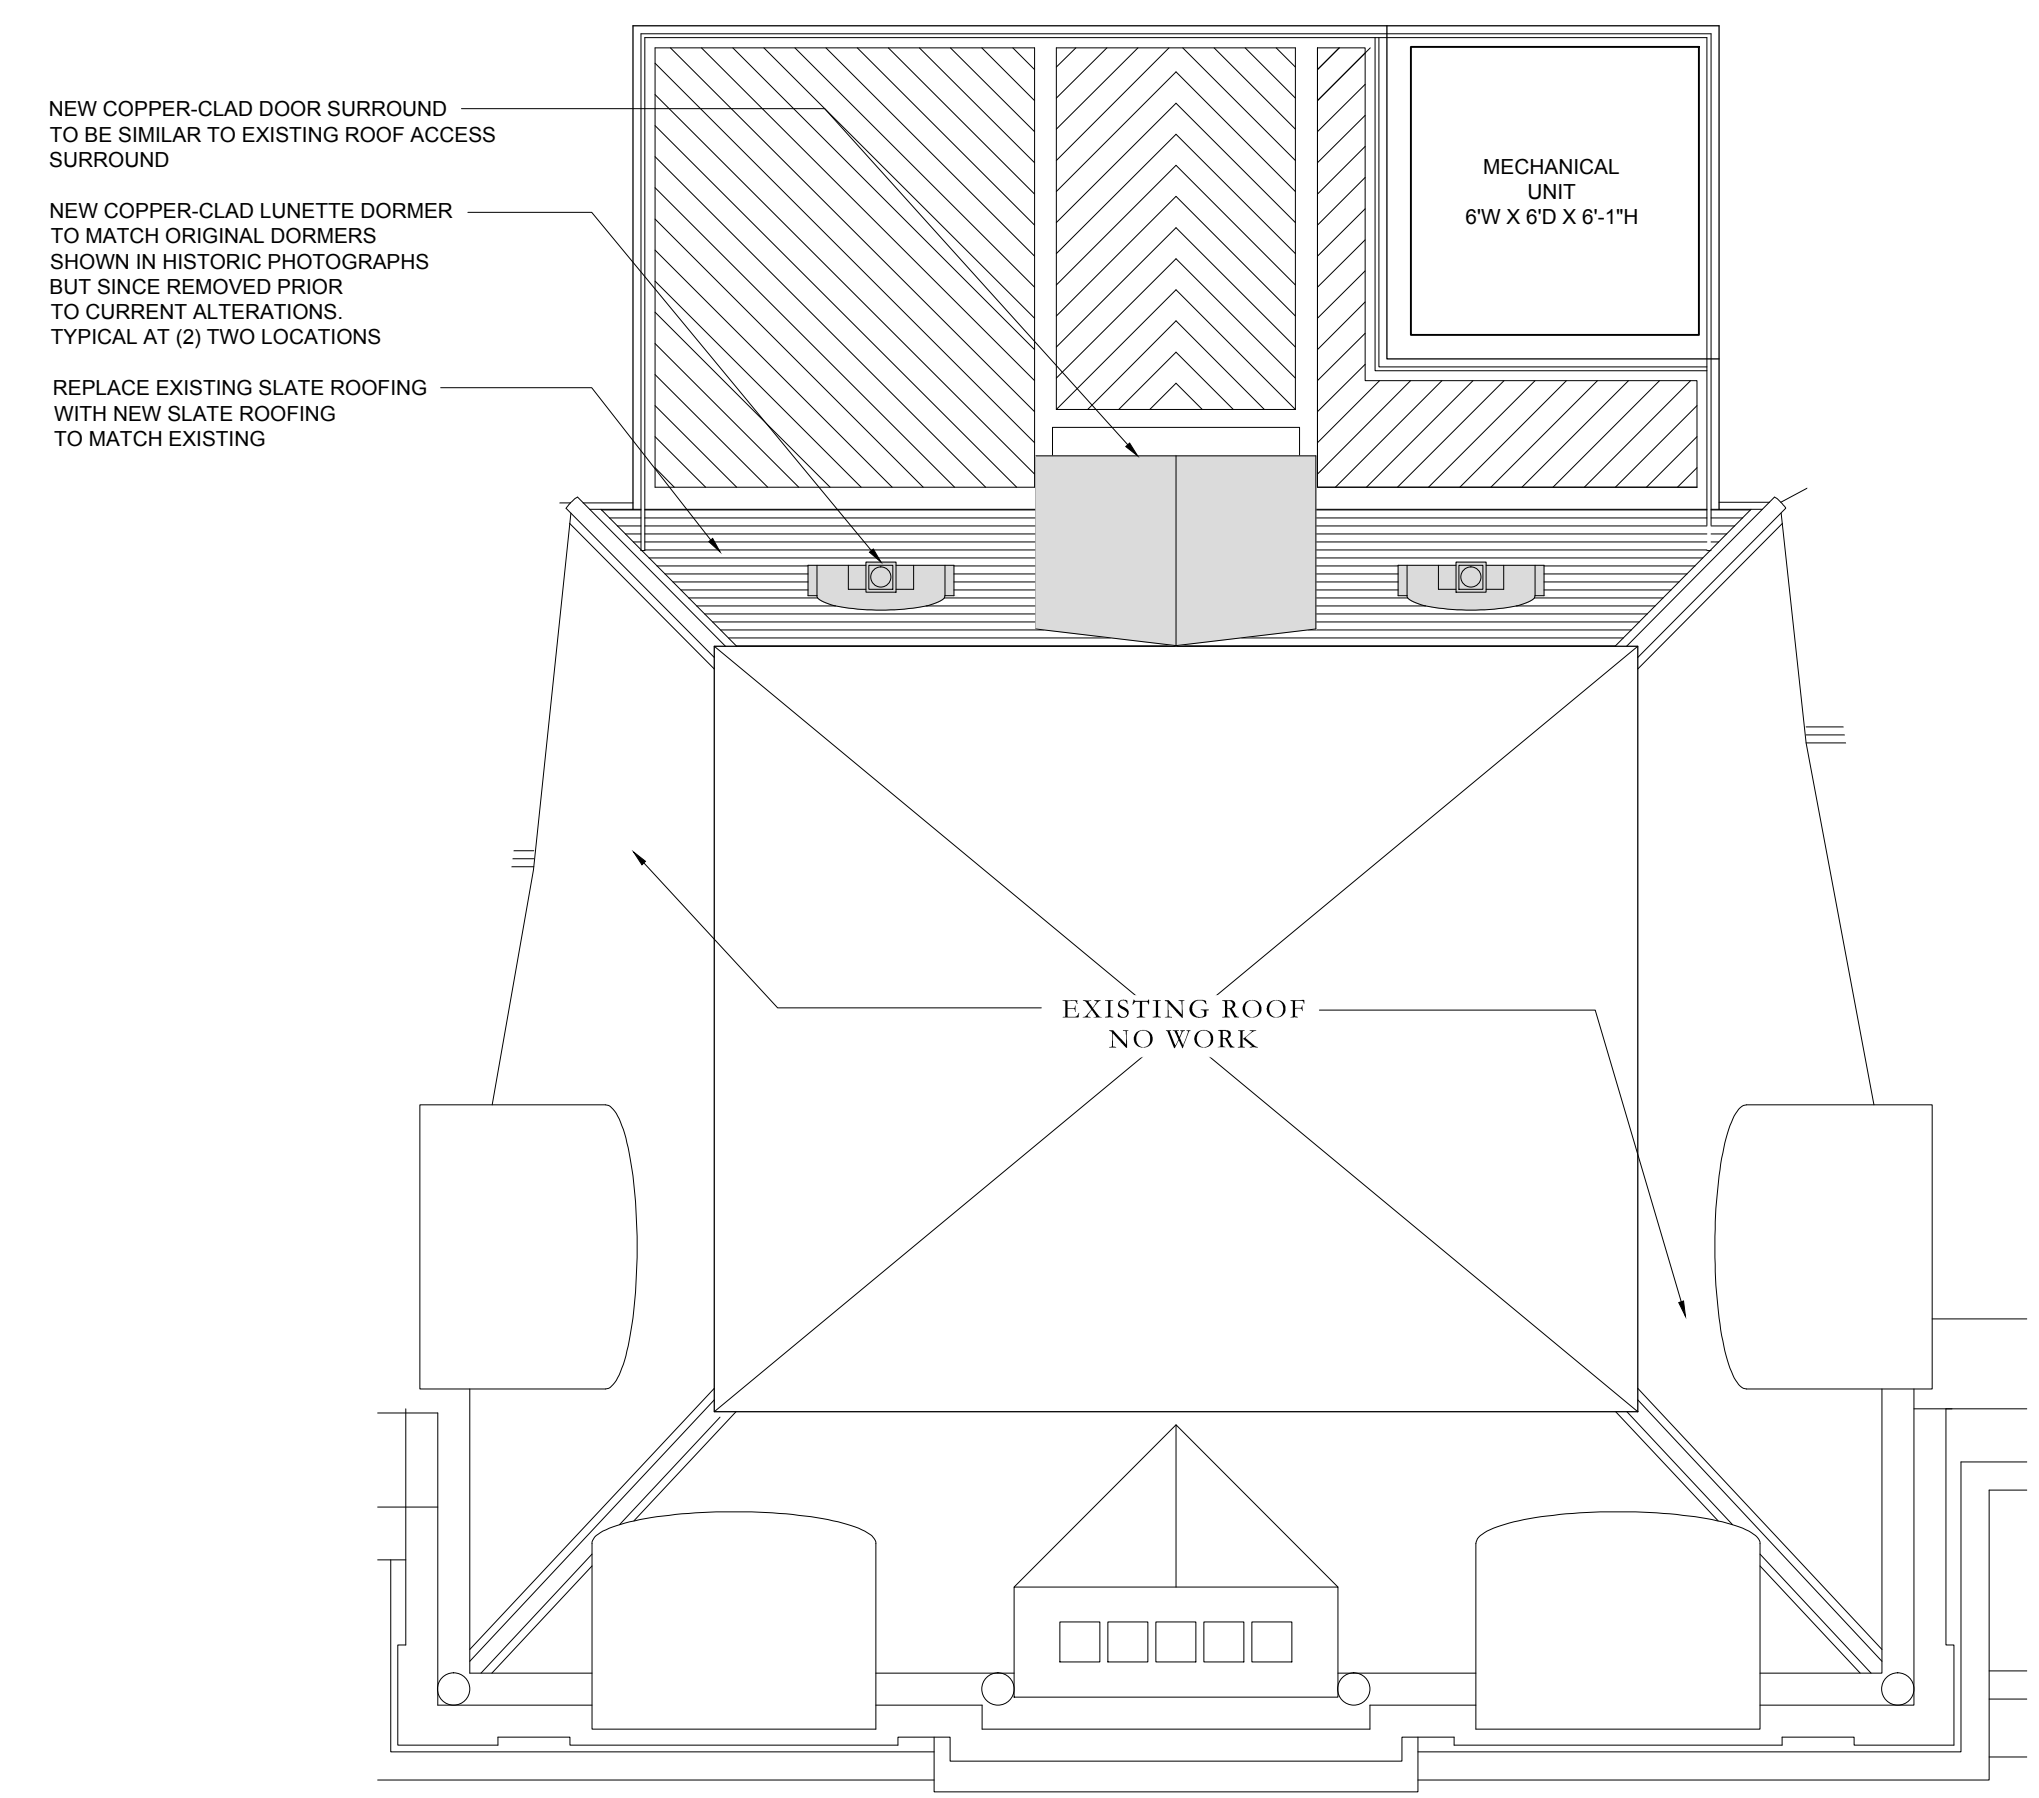 NEW COPPER-CLAD DOOR SURROUND
TO BE SIMILAR TO EXISTING ROOF ACCESS
SURROUND
NEW COPPER-CLAD LUNETTE DORMER
TO MATCH ORIGINAL DORMERS
SHOWN IN HISTORIC PHOTOGRAPHS
BUT SINCE REMOVED PRIOR
TO CURRENT ALTERATIONS.
TYPICAL AT (2) TWO LOCATIONS
REPLACE EXISTING SLATE ROOFING
WITH NEW SLATE ROOFING
TO MATCH EXISTING
MECHANICAL
UNIT
6'W X 6'D X 6'-1"H
EXISTING ROOF
NO WORK